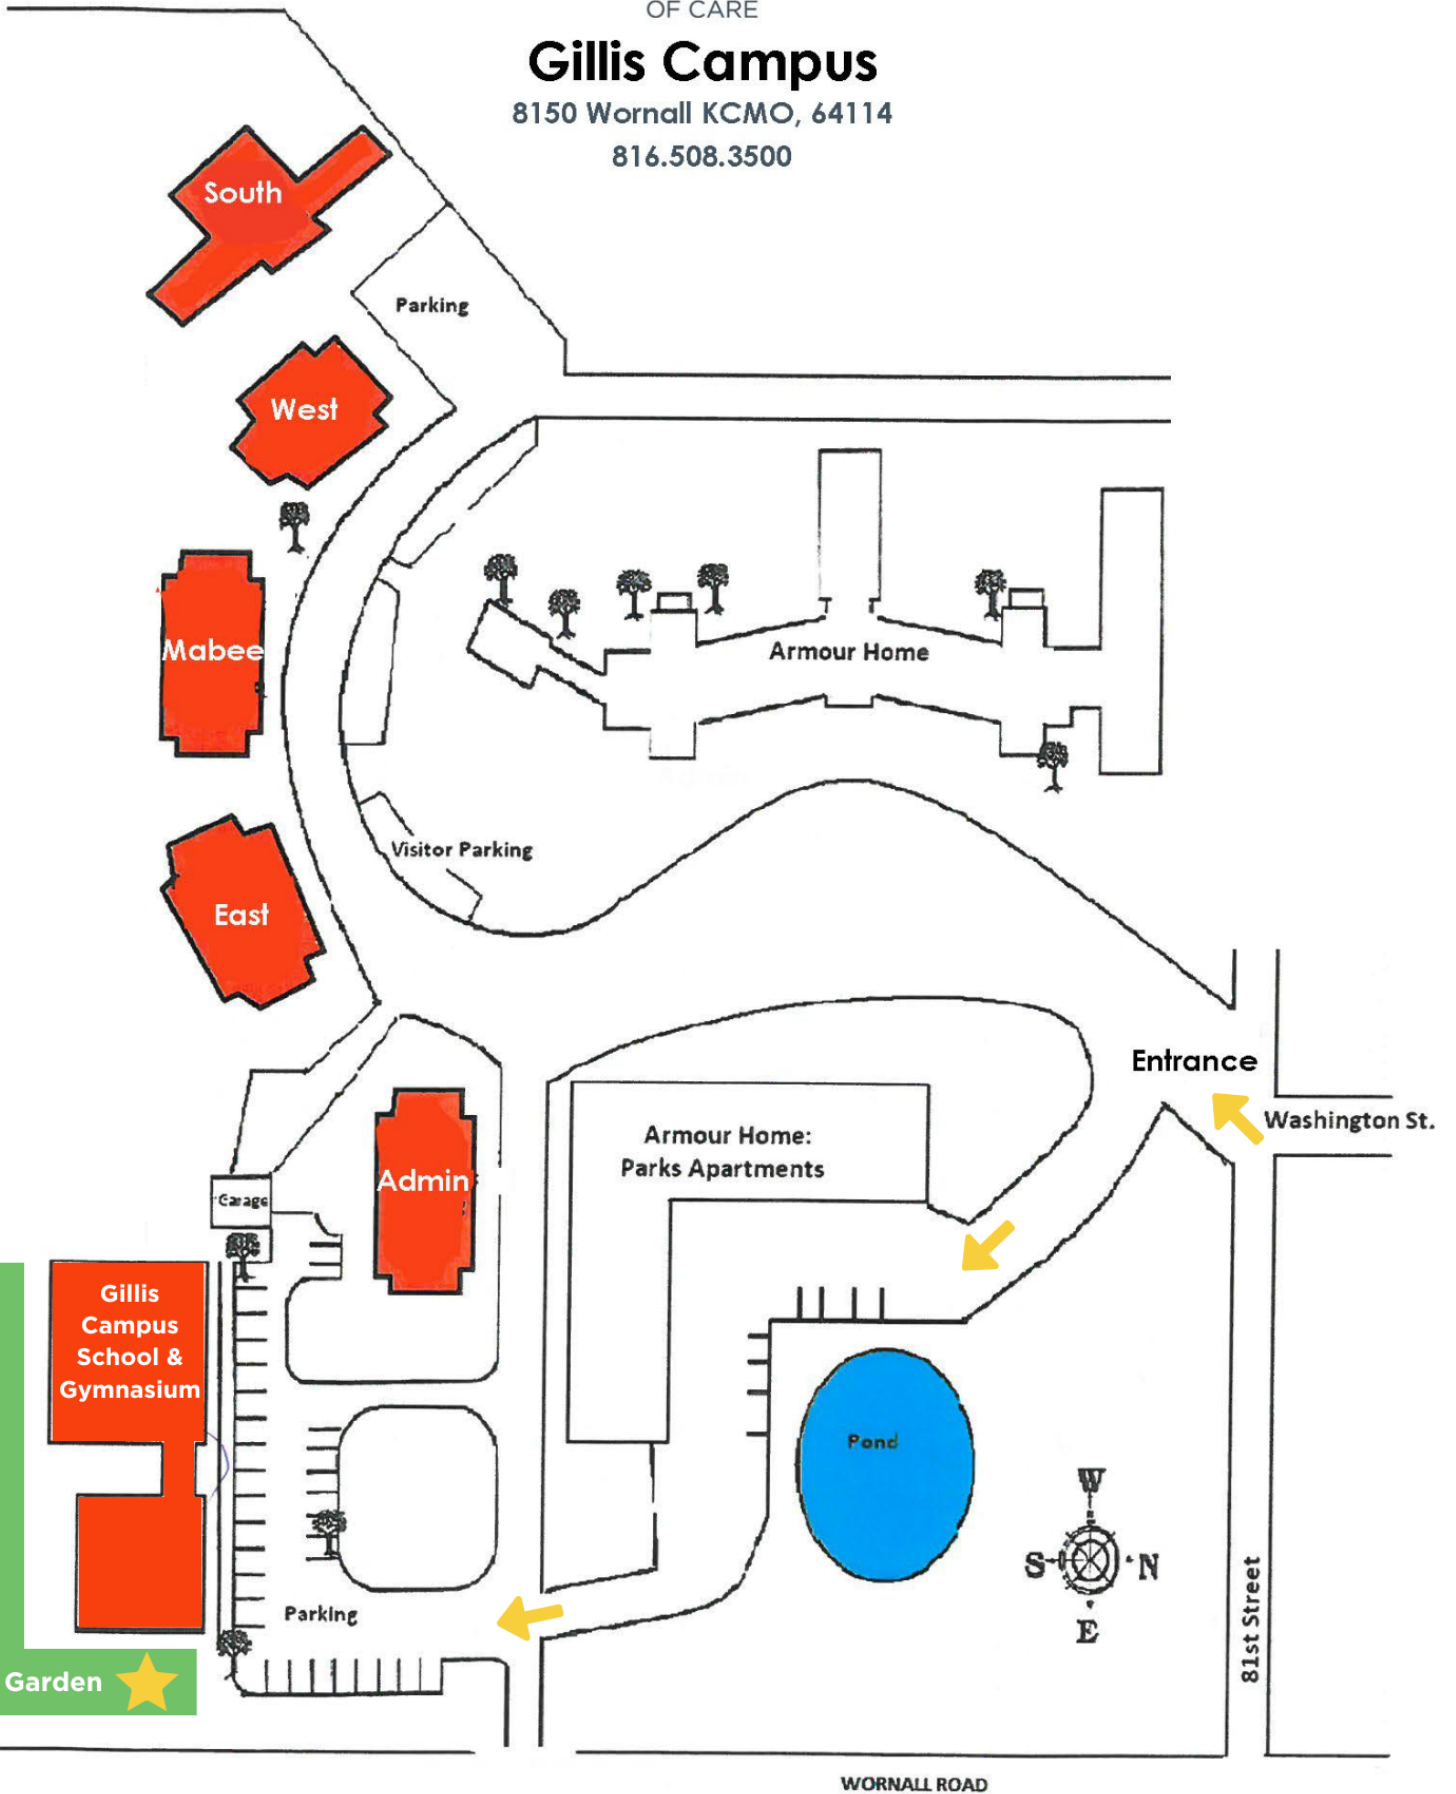 OF CARE
Gillis Campus
8150 Wornall KCMO, 64114
816.508.3500
South
Parking
West
Mabee
Armour Home
Visitor Parking
East
Entrance
Washington St.
Armour Home:
Parks Apartments
Admin
Garage
Gillis
Campus
School &
Gymnasium
Pond
W
S
N
E
81st Street
Parking
Garden
WORNALL ROAD